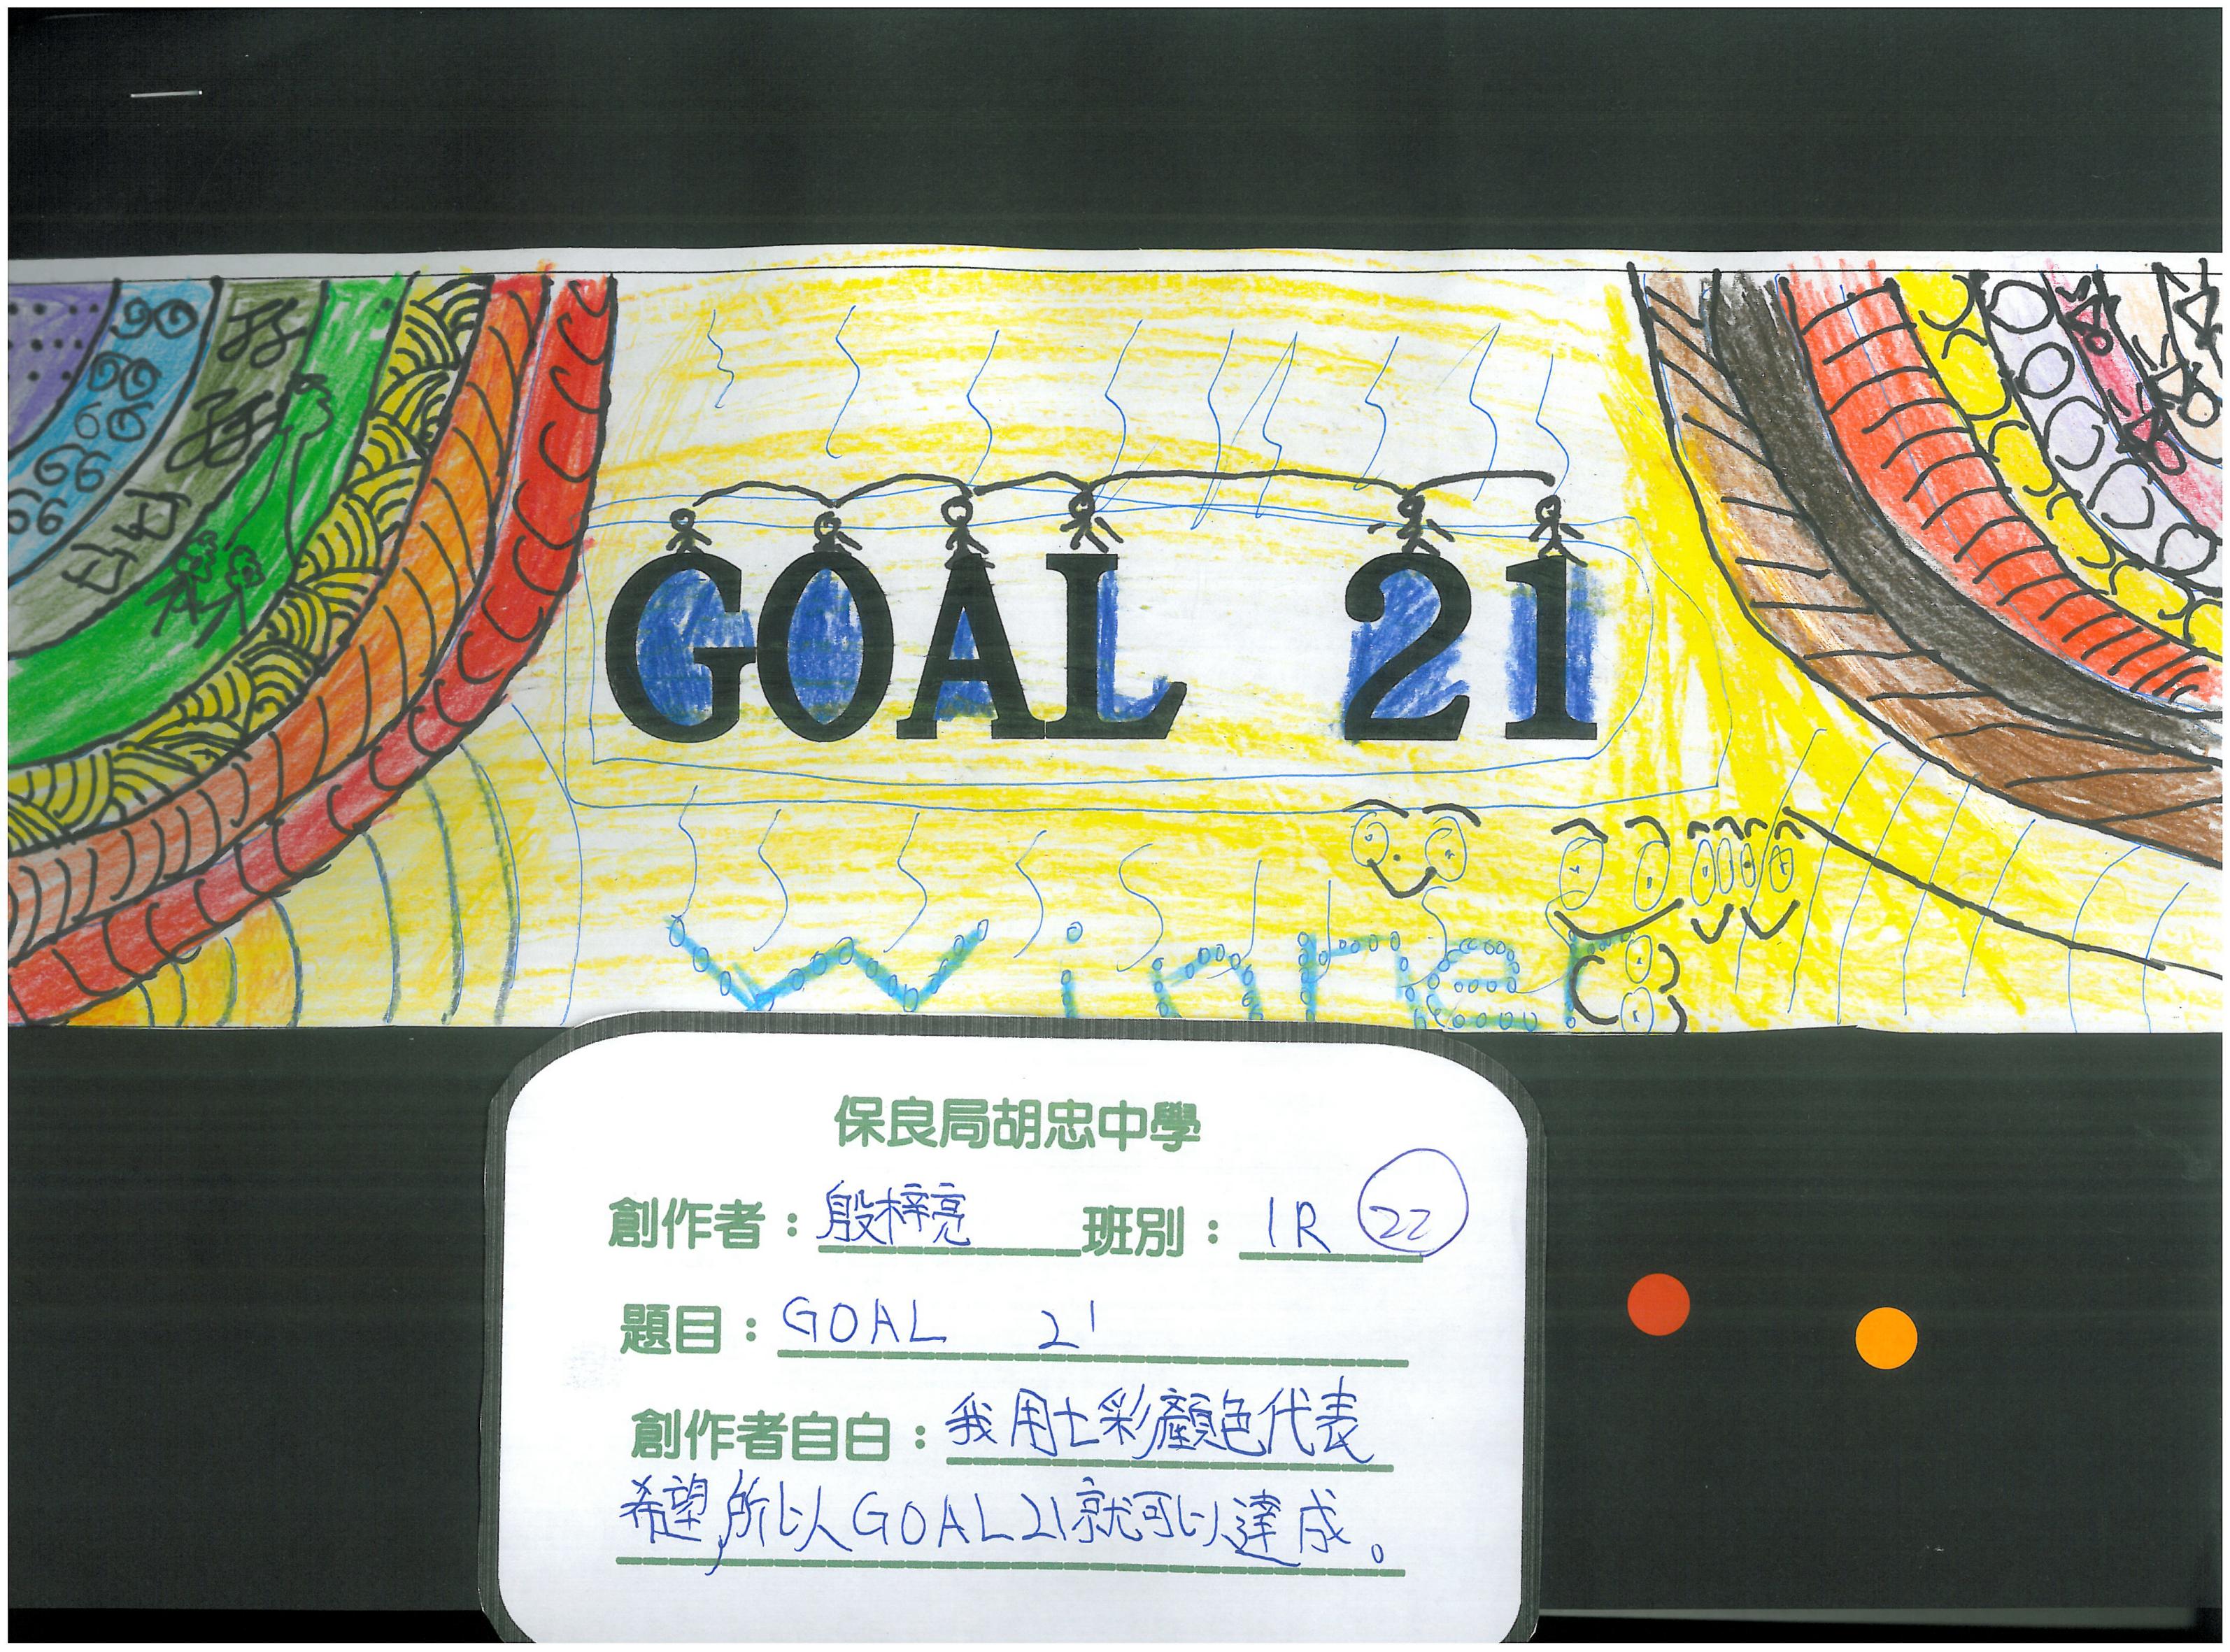 GOAL 21
Winner
保良局胡忠中學
創作者：殷梓亮 班別：1R 22
題目：GOAL 21
創作者自白：我用七彩顏色代表
希望,所以GOAL21就可以達成。